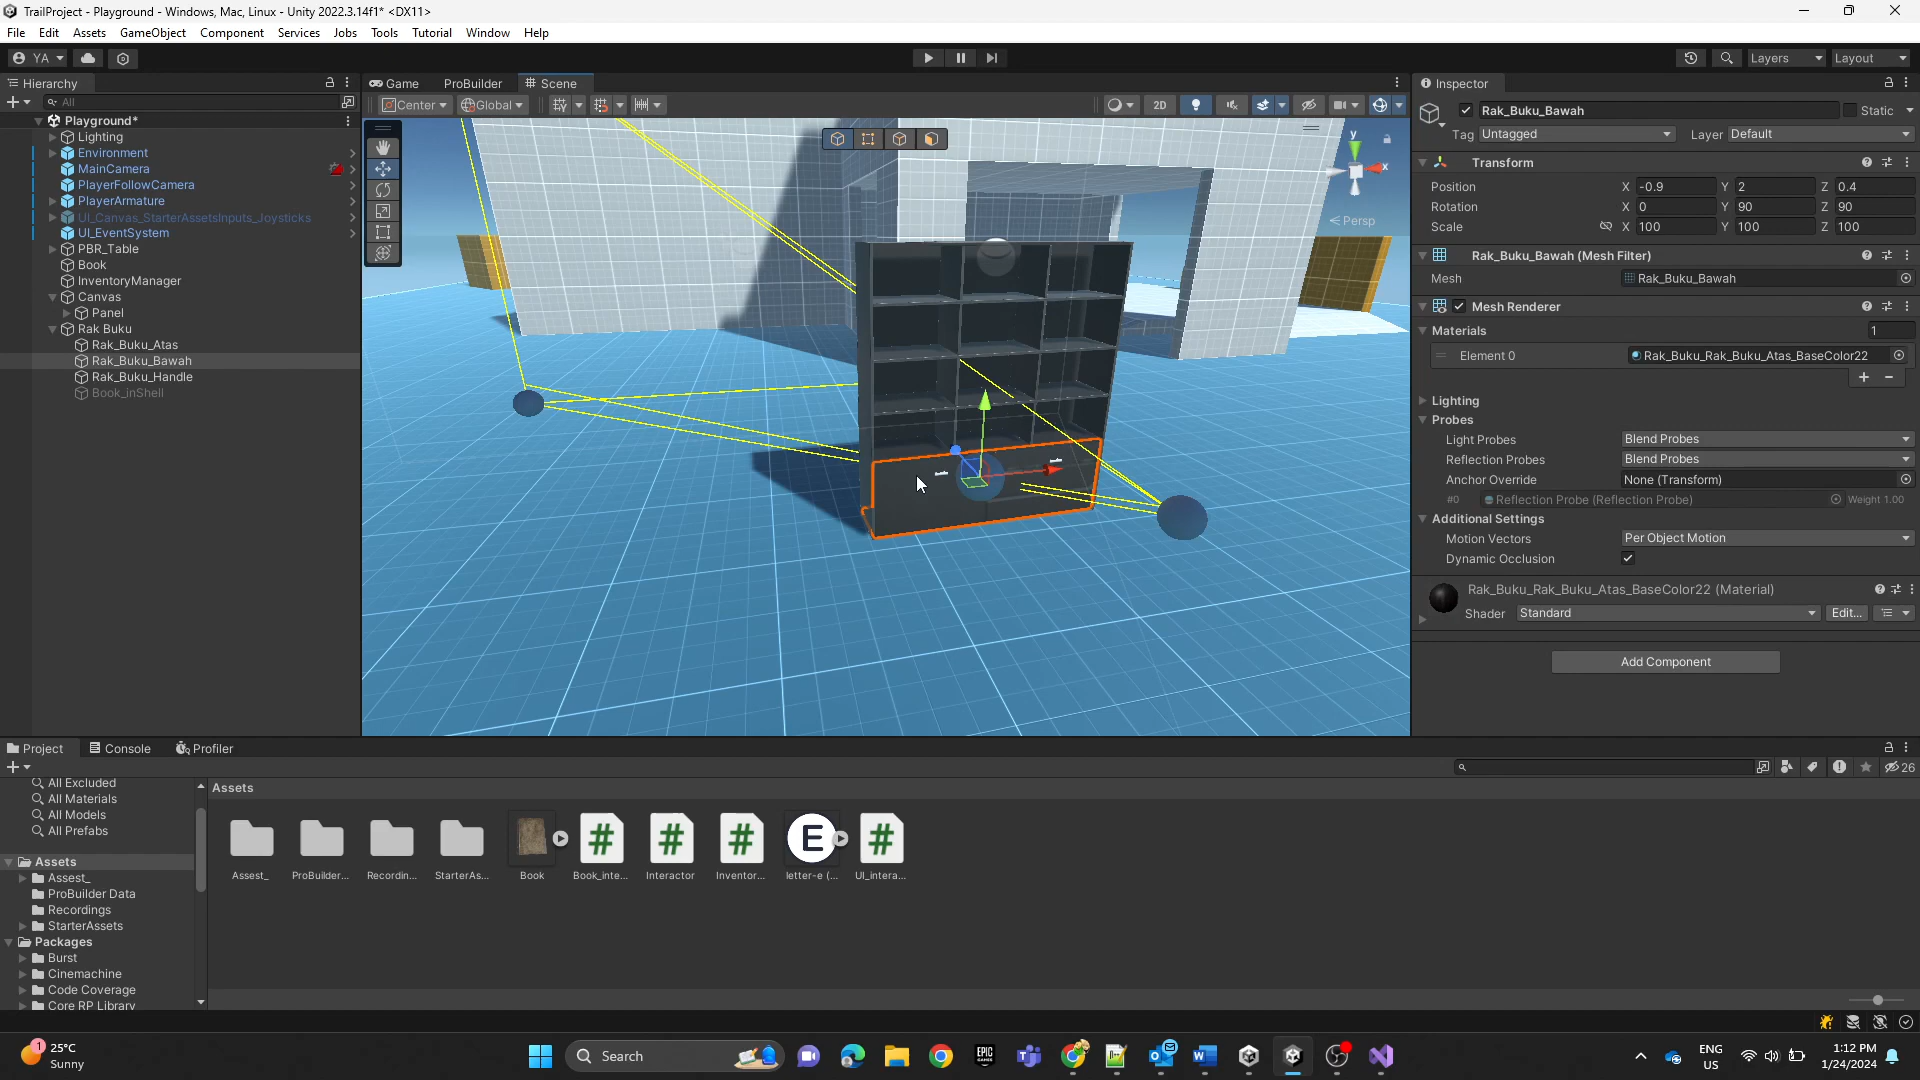 TrailProject - Playground - Windows, Mac, Linux - Unity 2022.3.14f1* <DX11>
File Edit Assets GameObject Component Services Jobs Tools Tutorial Window Help
YA Layers Layout
Hierarchy Game ProBuilder Scene Inspector
All Center Global 2D Rak_Buku_Bawah Static
Tag Untagged Layer Default
Playground*
Lighting
Environment
MainCamera
PlayerFollowCamera
PlayerArmature
UI_Canvas_StarterAssetsInputs_Joysticks
UI_EventSystem
PBR_Table
Book
InventoryManager
Canvas
Panel
Rak Buku
Rak_Buku_Atas
Rak_Buku_Bawah
Rak_Buku_Handle
Book_inShell
y
x
Persp
Transform
Position X -0.9 Y 2 Z 0.4
Rotation X 0 Y 90 Z 90
Scale X 100 Y 100 Z 100
Rak_Buku_Bawah (Mesh Filter)
Mesh Rak_Buku_Bawah
Mesh Renderer
Materials 1
Element 0 Rak_Buku_Rak_Buku_Atas_BaseColor22
Lighting
Probes
Light Probes Blend Probes
Reflection Probes Blend Probes
Anchor Override None (Transform)
#0 Reflection Probe (Reflection Probe) Weight 1.00
Additional Settings
Motion Vectors Per Object Motion
Dynamic Occlusion
Rak_Buku_Rak_Buku_Atas_BaseColor22 (Material)
Shader Standard Edit...
Add Component
Project Console Profiler
26
All Excluded
All Materials
All Models
All Prefabs
Assets
Assest_
ProBuilder Data
Recordings
StarterAssets
Packages
Burst
Cinemachine
Code Coverage
Core RP Library
Assets
# # # E #
Assest_ ProBuilder... Recordin... StarterAs... Book Book_inte... Interactor Inventor... letter-e (... UI_intera...
1 25°C
Sunny
Search
EPIC GAMES
ENG
US
1:12 PM
1/24/2024